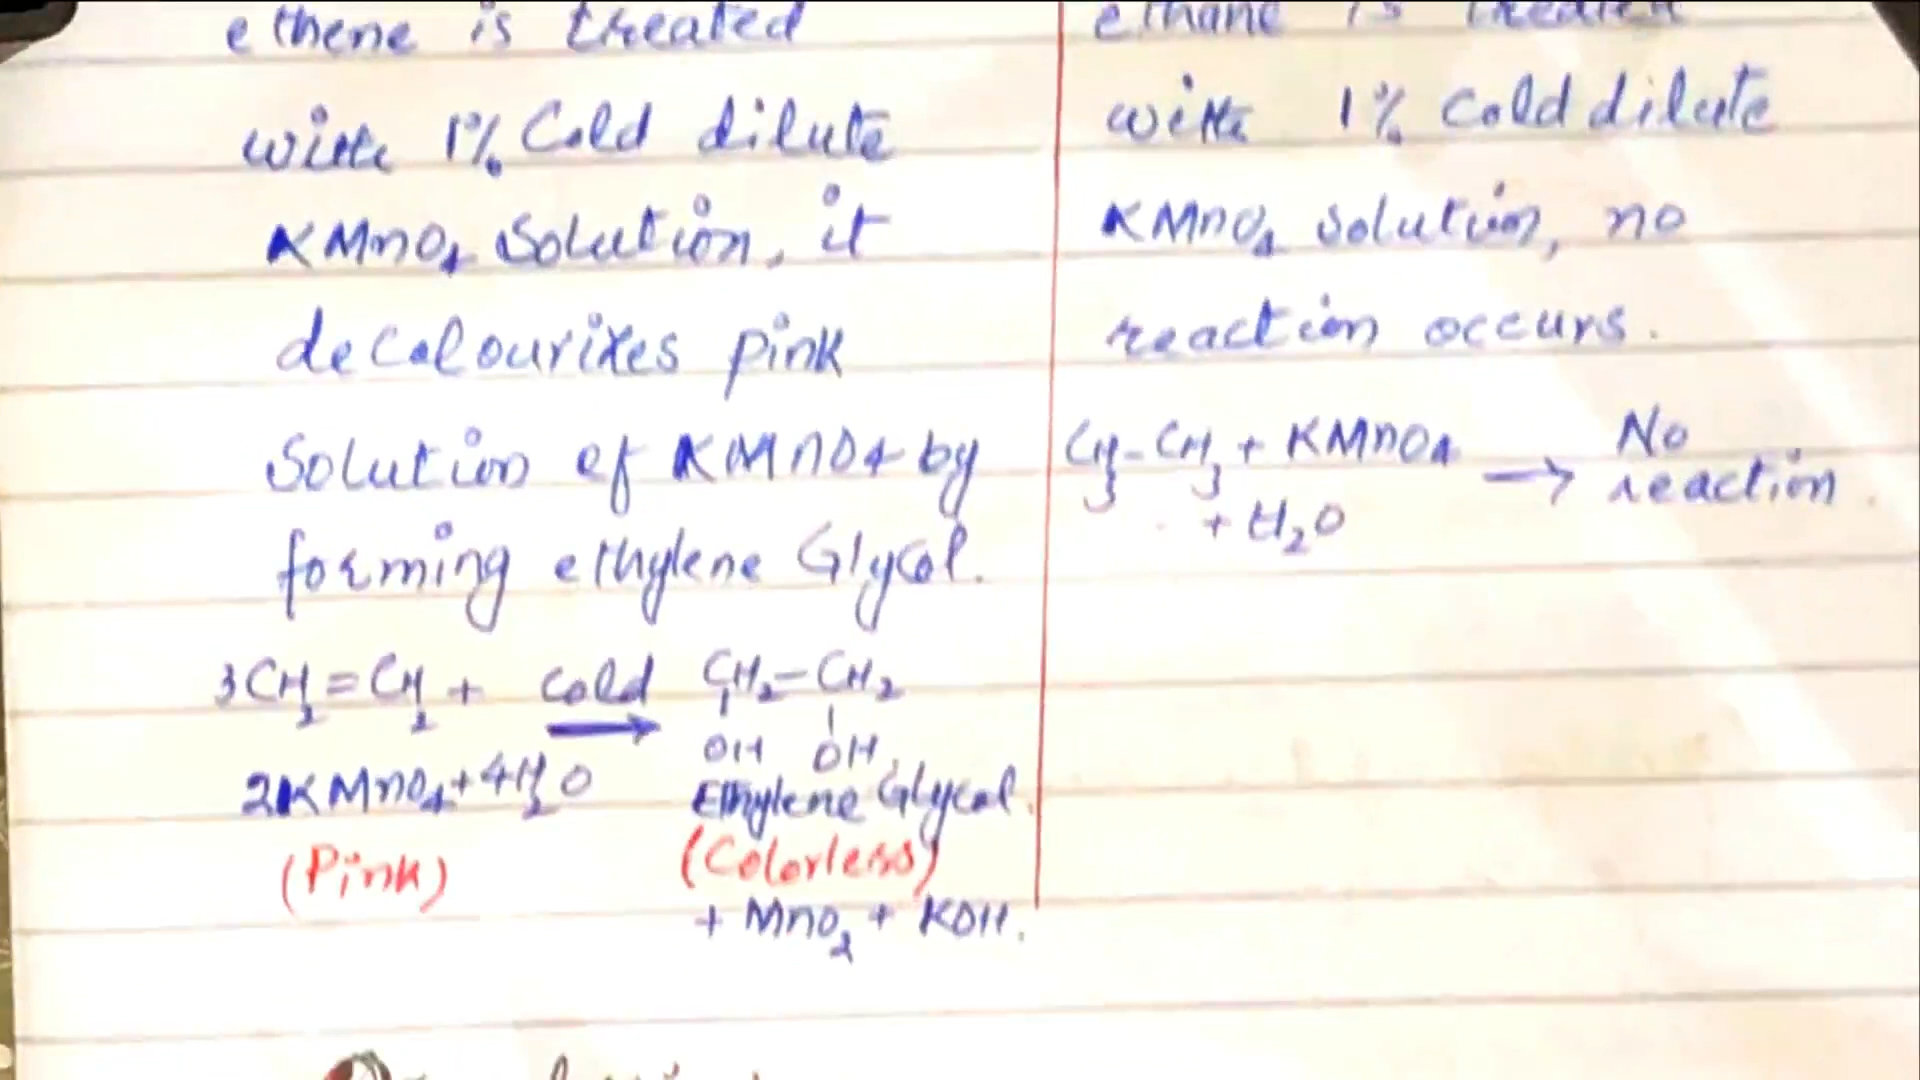 ethene is treated
with 1% Cold dilute
KMnO4 Solution, it
decolourizes pink
Solution of KMnO4 by
forming ethylene Glycol.
3CH2=CH2 + cold CH2-CH2
→
OH OH
2KMnO4+4H2O Ethylene Glycol.
(Pink) (Colorless)
+ MnO2 + KOH.
ethane is treated
with 1% Cold dilute
KMnO4 solution, no
reaction occurs.
CH3-CH3 + KMnO4 → No
reaction.
+ H2O